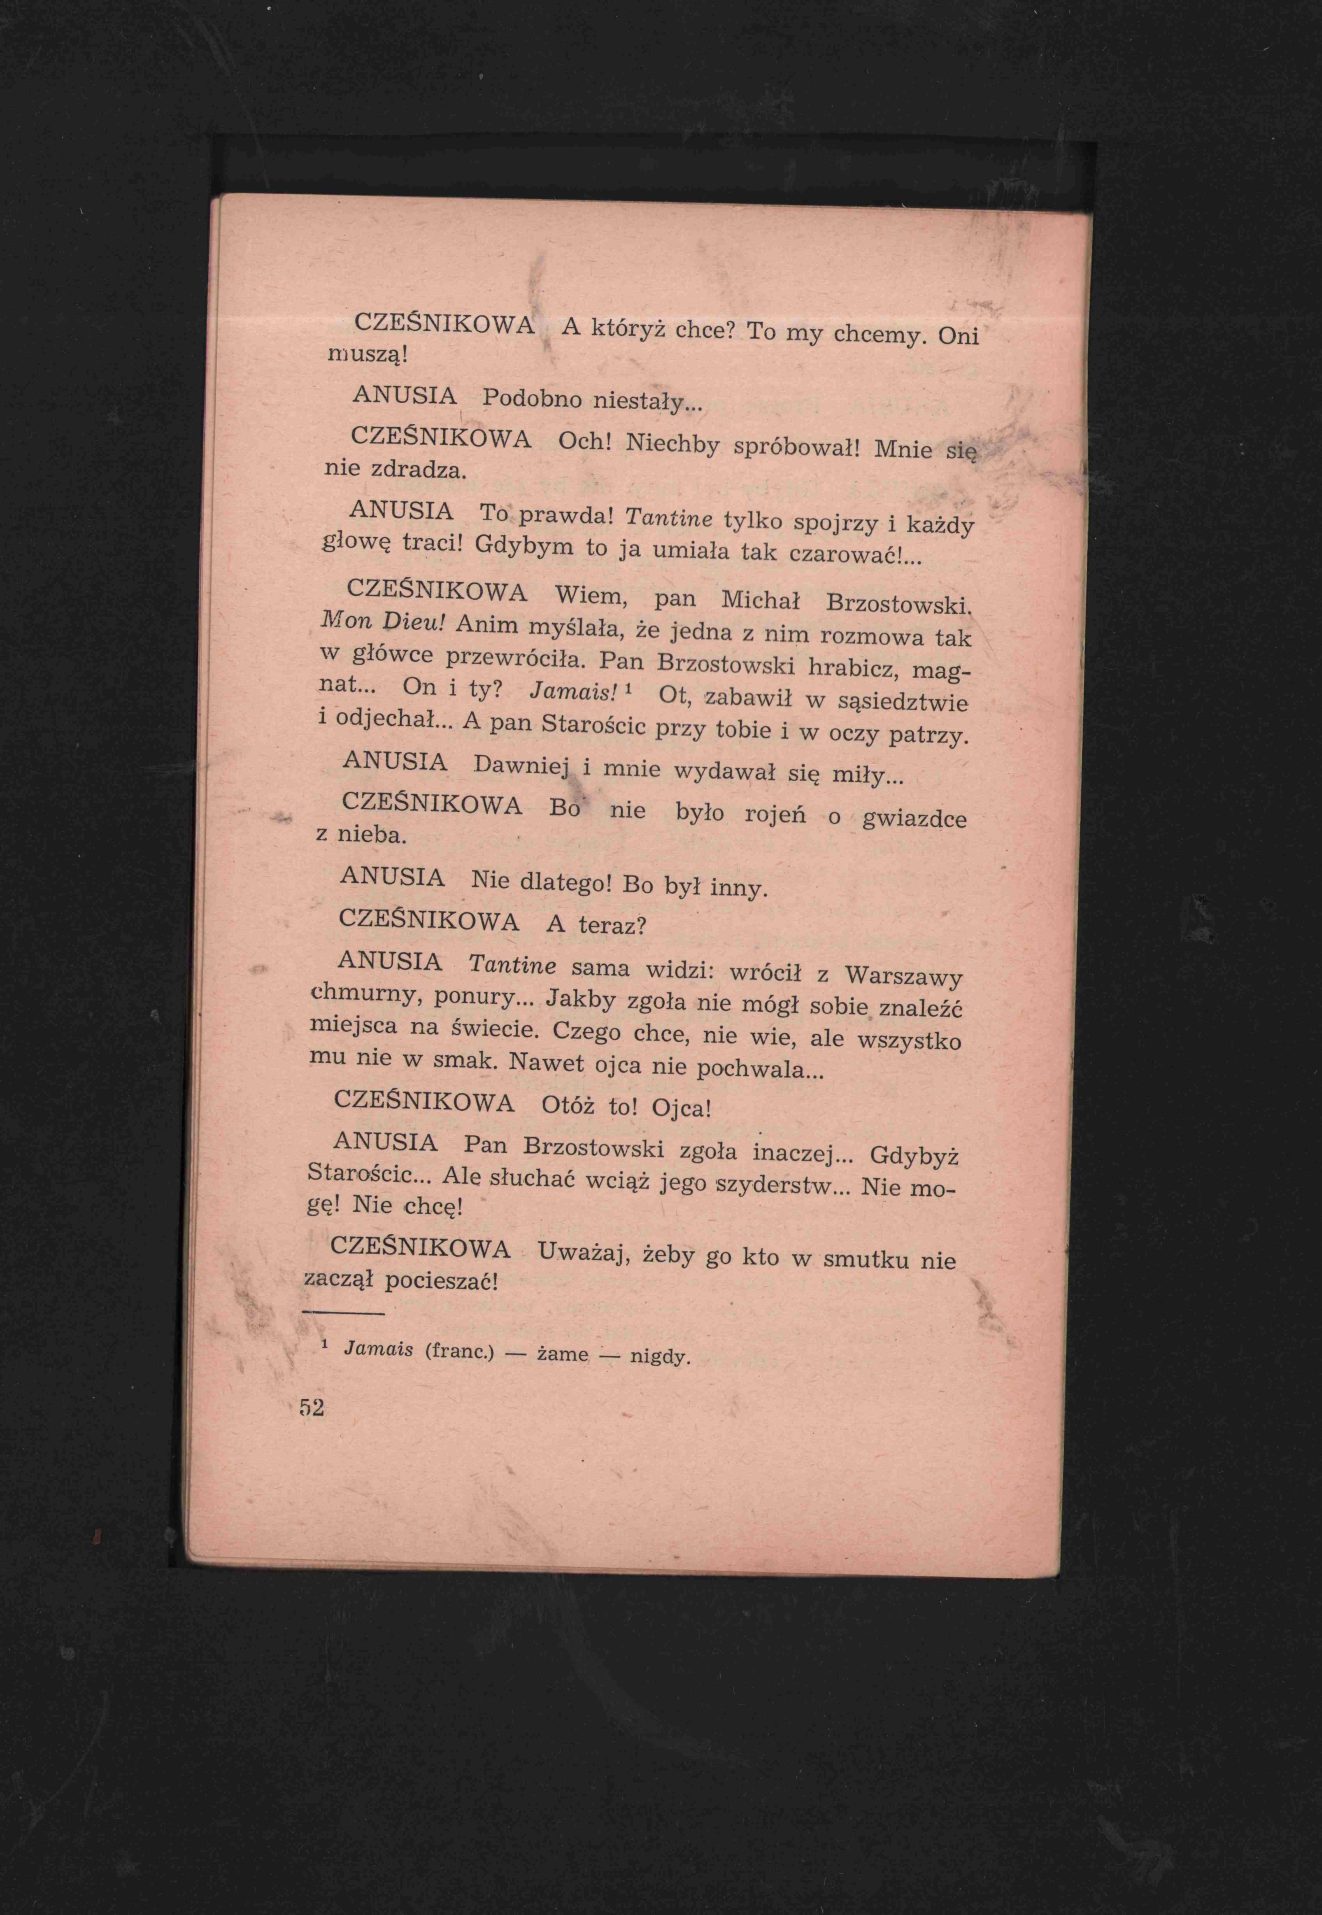 CZEŚNIKOWA A któryż chce? To my chcemy. Oni
muszą!
ANUSIA Podobno niestały...
CZEŚNIKOWA Och! Niechby spróbował! Mnie się
nie zdradza.
ANUSIA To prawda! Tantine tylko spojrzy i każdy
głowę traci! Gdybym to ja umiała tak czarować!...
CZEŚNIKOWA Wiem, pan Michał Brzostowski.
Mon Dieu! Anim myślała, że jedna z nim rozmowa tak
w główce przewróciła. Pan Brzostowski hrabicz, mag-
nat... On i ty? Jamais! ¹ Ot, zabawił w sąsiedztwie
i odjechał... A pan Starościc przy tobie i w oczy patrzy.
ANUSIA Dawniej i mnie wydawał się miły...
CZEŚNIKOWA Bo nie było rojeń o gwiazdce
z nieba.
ANUSIA Nie dlatego! Bo był inny.
CZEŚNIKOWA A teraz?
ANUSIA Tantine sama widzi: wrócił z Warszawy
chmurny, ponury... Jakby zgoła nie mógł sobie znaleźć
miejsca na świecie. Czego chce, nie wie, ale wszystko
mu nie w smak. Nawet ojca nie pochwala...
CZEŚNIKOWA Otóż to! Ojca!
ANUSIA Pan Brzostowski zgoła inaczej... Gdybyż
Starościc... Ale słuchać wciąż jego szyderstw... Nie mo-
gę! Nie chcę!
CZEŚNIKOWA Uważaj, żeby go kto w smutku nie
zaczął pocieszać!
¹ Jamais (franc.) — żame — nigdy.
52